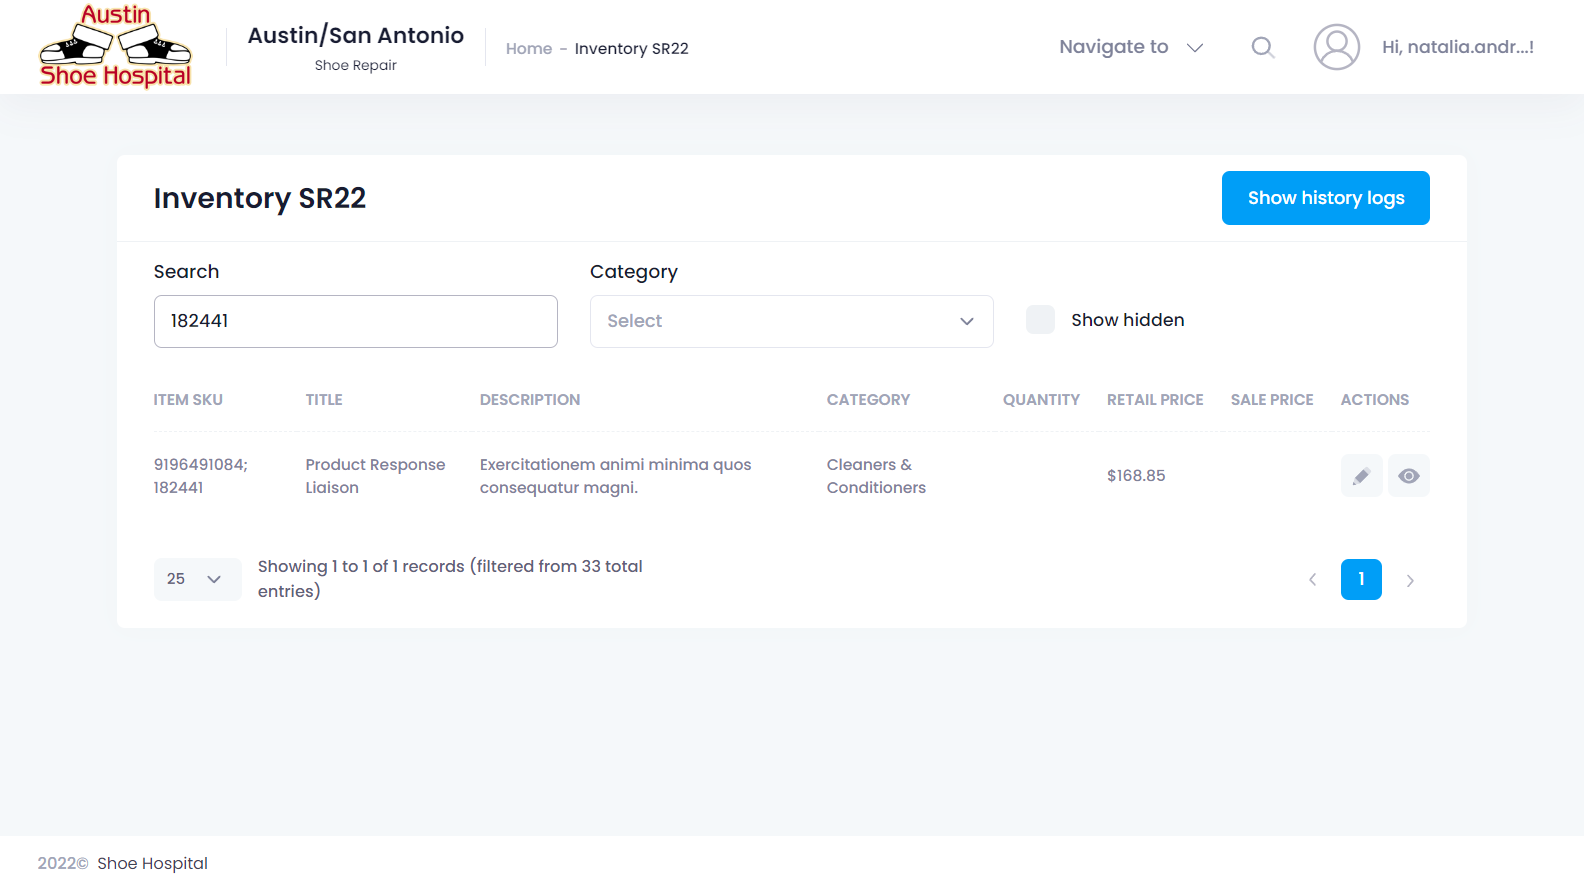 Austin
Shoe Hospital
Austin/San Antonio
Shoe Repair
Home - Inventory SR22
Navigate to
Hi, natalia.andr...!
Inventory SR22
Show history logs
Search
Category
182441
Select
Show hidden
ITEM SKU TITLE DESCRIPTION CATEGORY QUANTITY RETAIL PRICE SALE PRICE ACTIONS
9196491084; Product Response Exercitationem animi minima quos Cleaners &
182441 Liaison consequatur magni. Conditioners
$168.85
25
Showing 1 to 1 of 1 records (filtered from 33 total
entries)
1
2022© Shoe Hospital